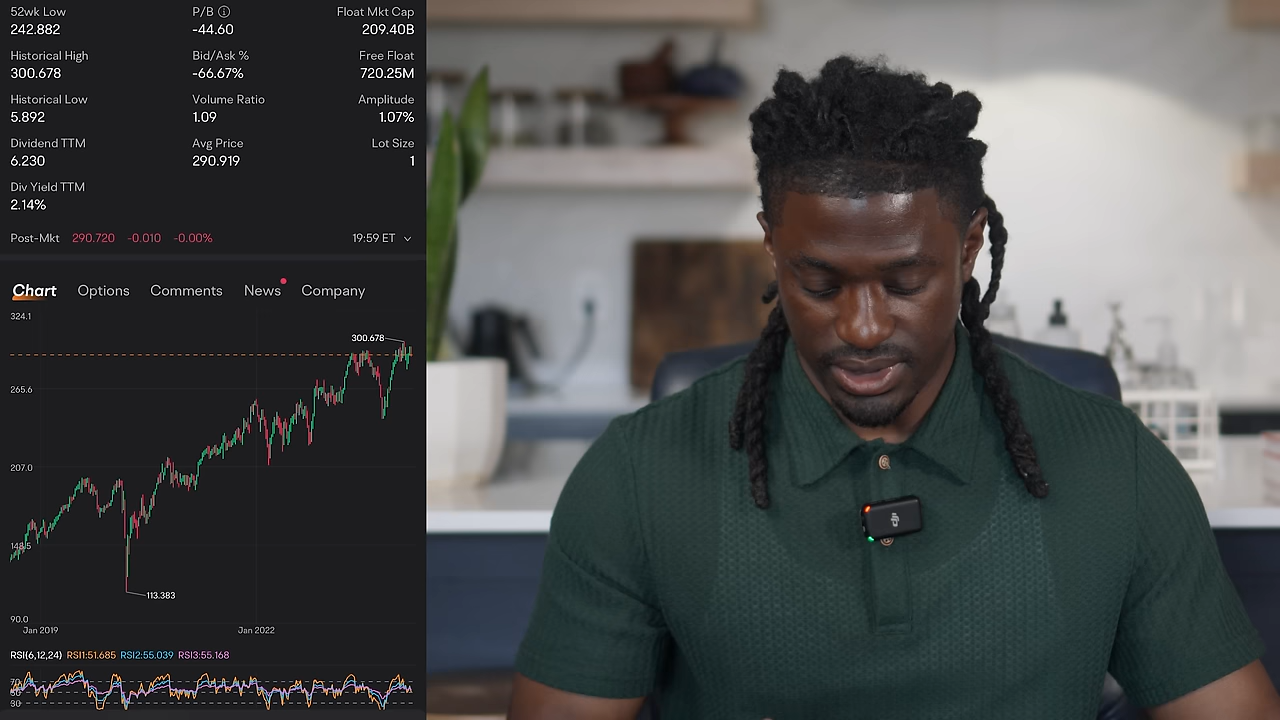 52wk Low P/B Float Mkt Cap
242.882 -44.60 209.40B
Historical High Bid/Ask % Free Float
300.678 -66.67% 720.25M
Historical Low Volume Ratio Amplitude
5.892 1.09 1.07%
Dividend TTM Avg Price Lot Size
6.230 290.919 1
Div Yield TTM
2.14%
Post-Mkt 290.720 -0.010 -0.00% 19:59 ET
Chart Options Comments News Company
324.1
300.678
265.6
207.0
148.5
113.383
90.0
Jan 2019 Jan 2022
RSI(6,12,24) RSI1:51.685 RSI2:55.039 RSI3:55.168
70
30
dji